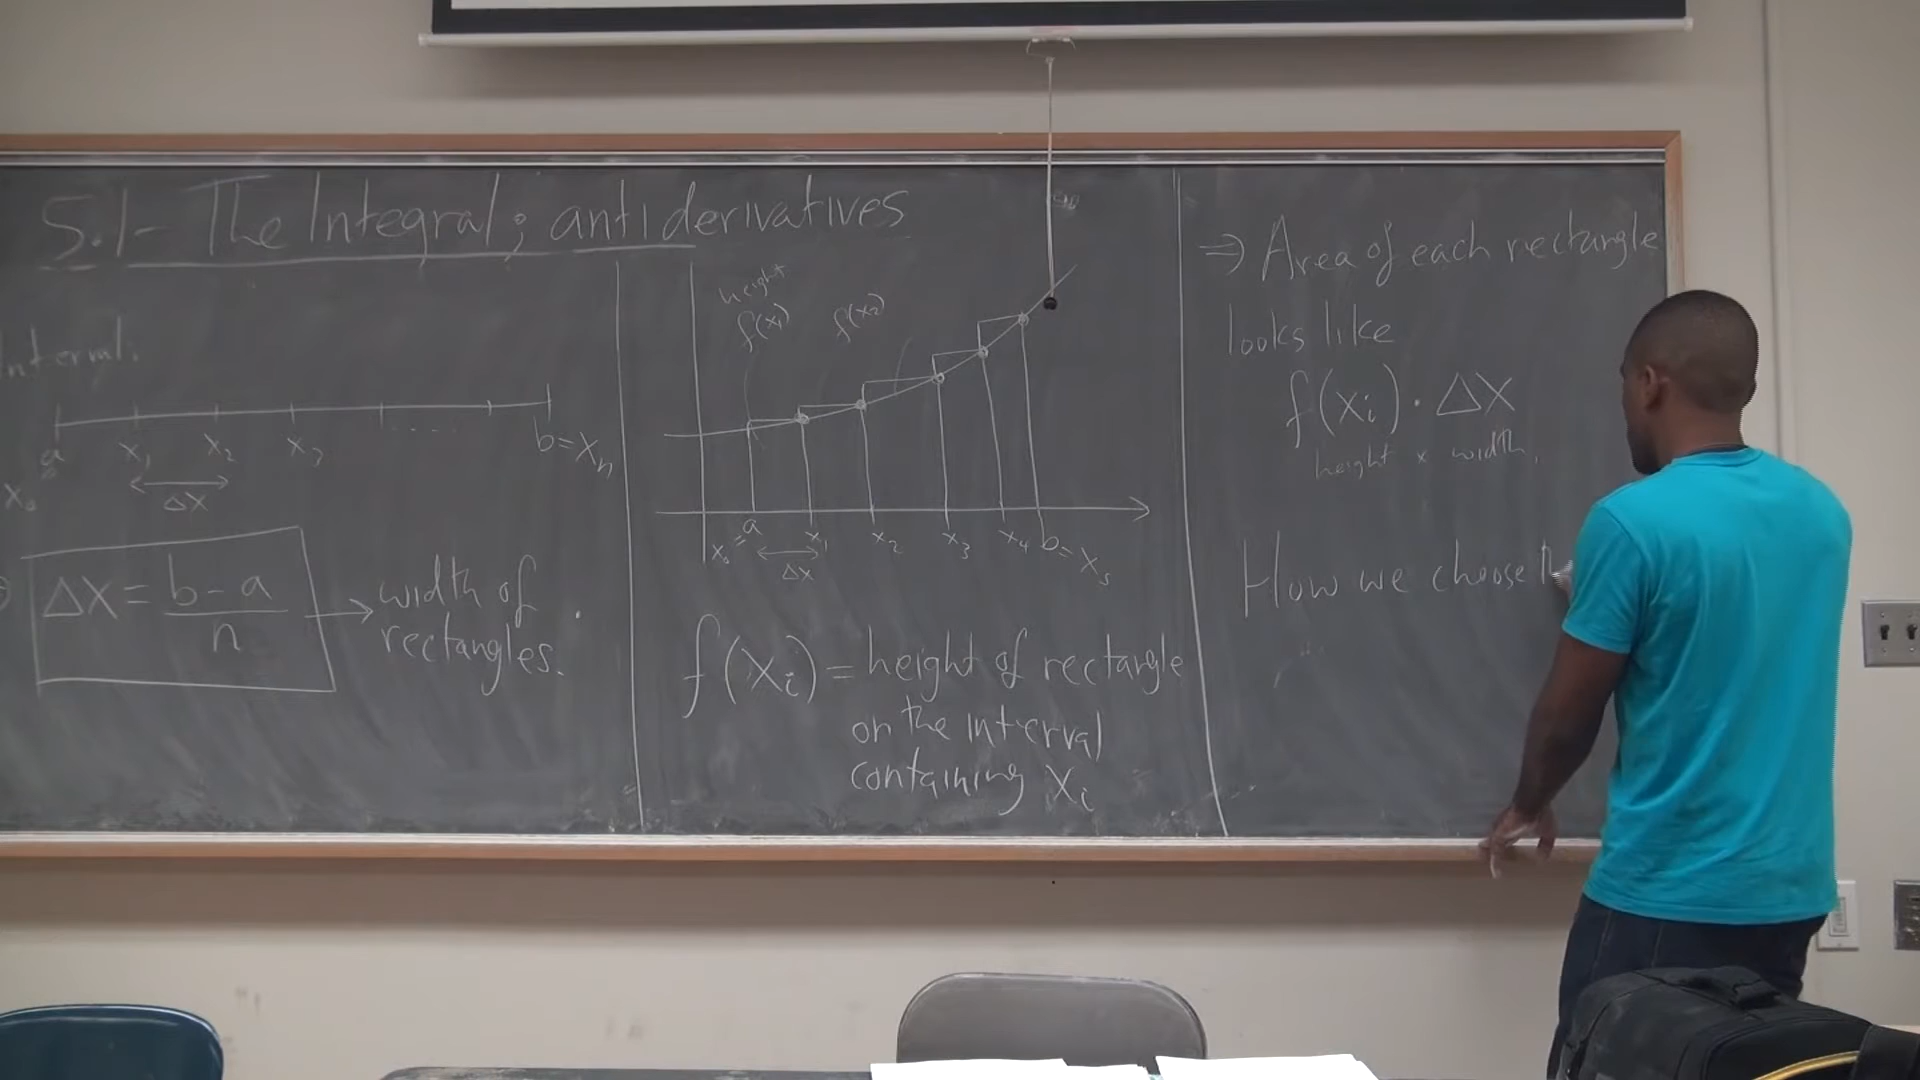 5.1- The Integral; antiderivatives
Interval:
a x₁ x₂ x₃ ..... b=xₙ
x₀
Δx
Δx = b-a / n → width of
rectangles.
height
f(x₁) f(x₂)
x₀=a x₁ x₂ x₃ x₄ b=x₅
Δx
f(xᵢ) = height of rectangle
on the interval
containing xᵢ
⇒ Area of each rectangle
looks like
f(xᵢ) · Δx
height x width.
How we choose